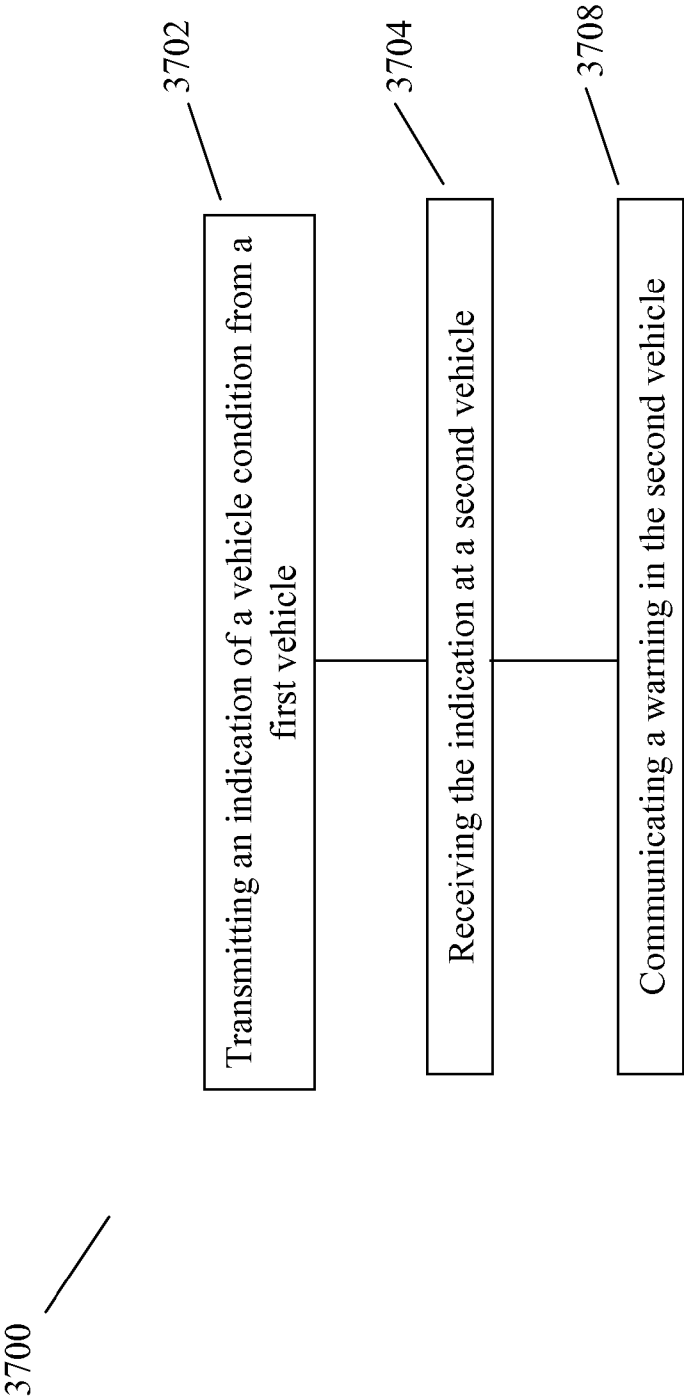 3700
3702
Transmitting an indication of a vehicle condition from a
first vehicle
3704
Receiving the indication at a second vehicle
3708
Communicating a warning in the second vehicle